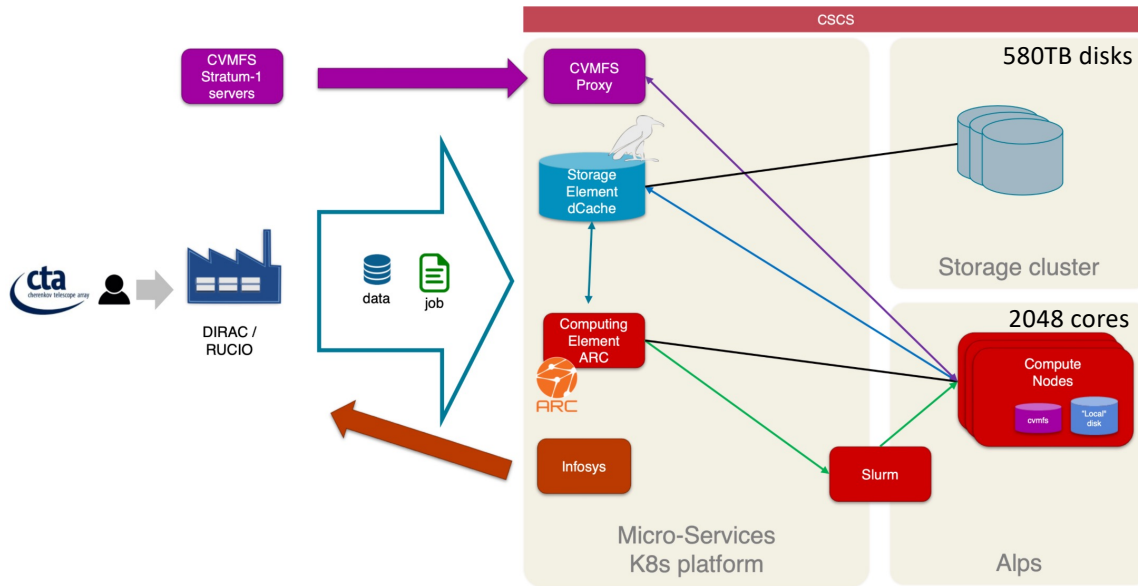 CSCS
CVMFS
Stratum-1
servers
CVMFS
Proxy
580TB disks
Storage
Element
dCache
Storage cluster
cta
cherenkov telescope array
DIRAC /
RUCIO
data
job
Computing
Element
ARC
ARC
2048 cores
Compute
Nodes
cvmfs
"Local"
disk
Infosys
Slurm
Micro-Services
K8s platform
Alps